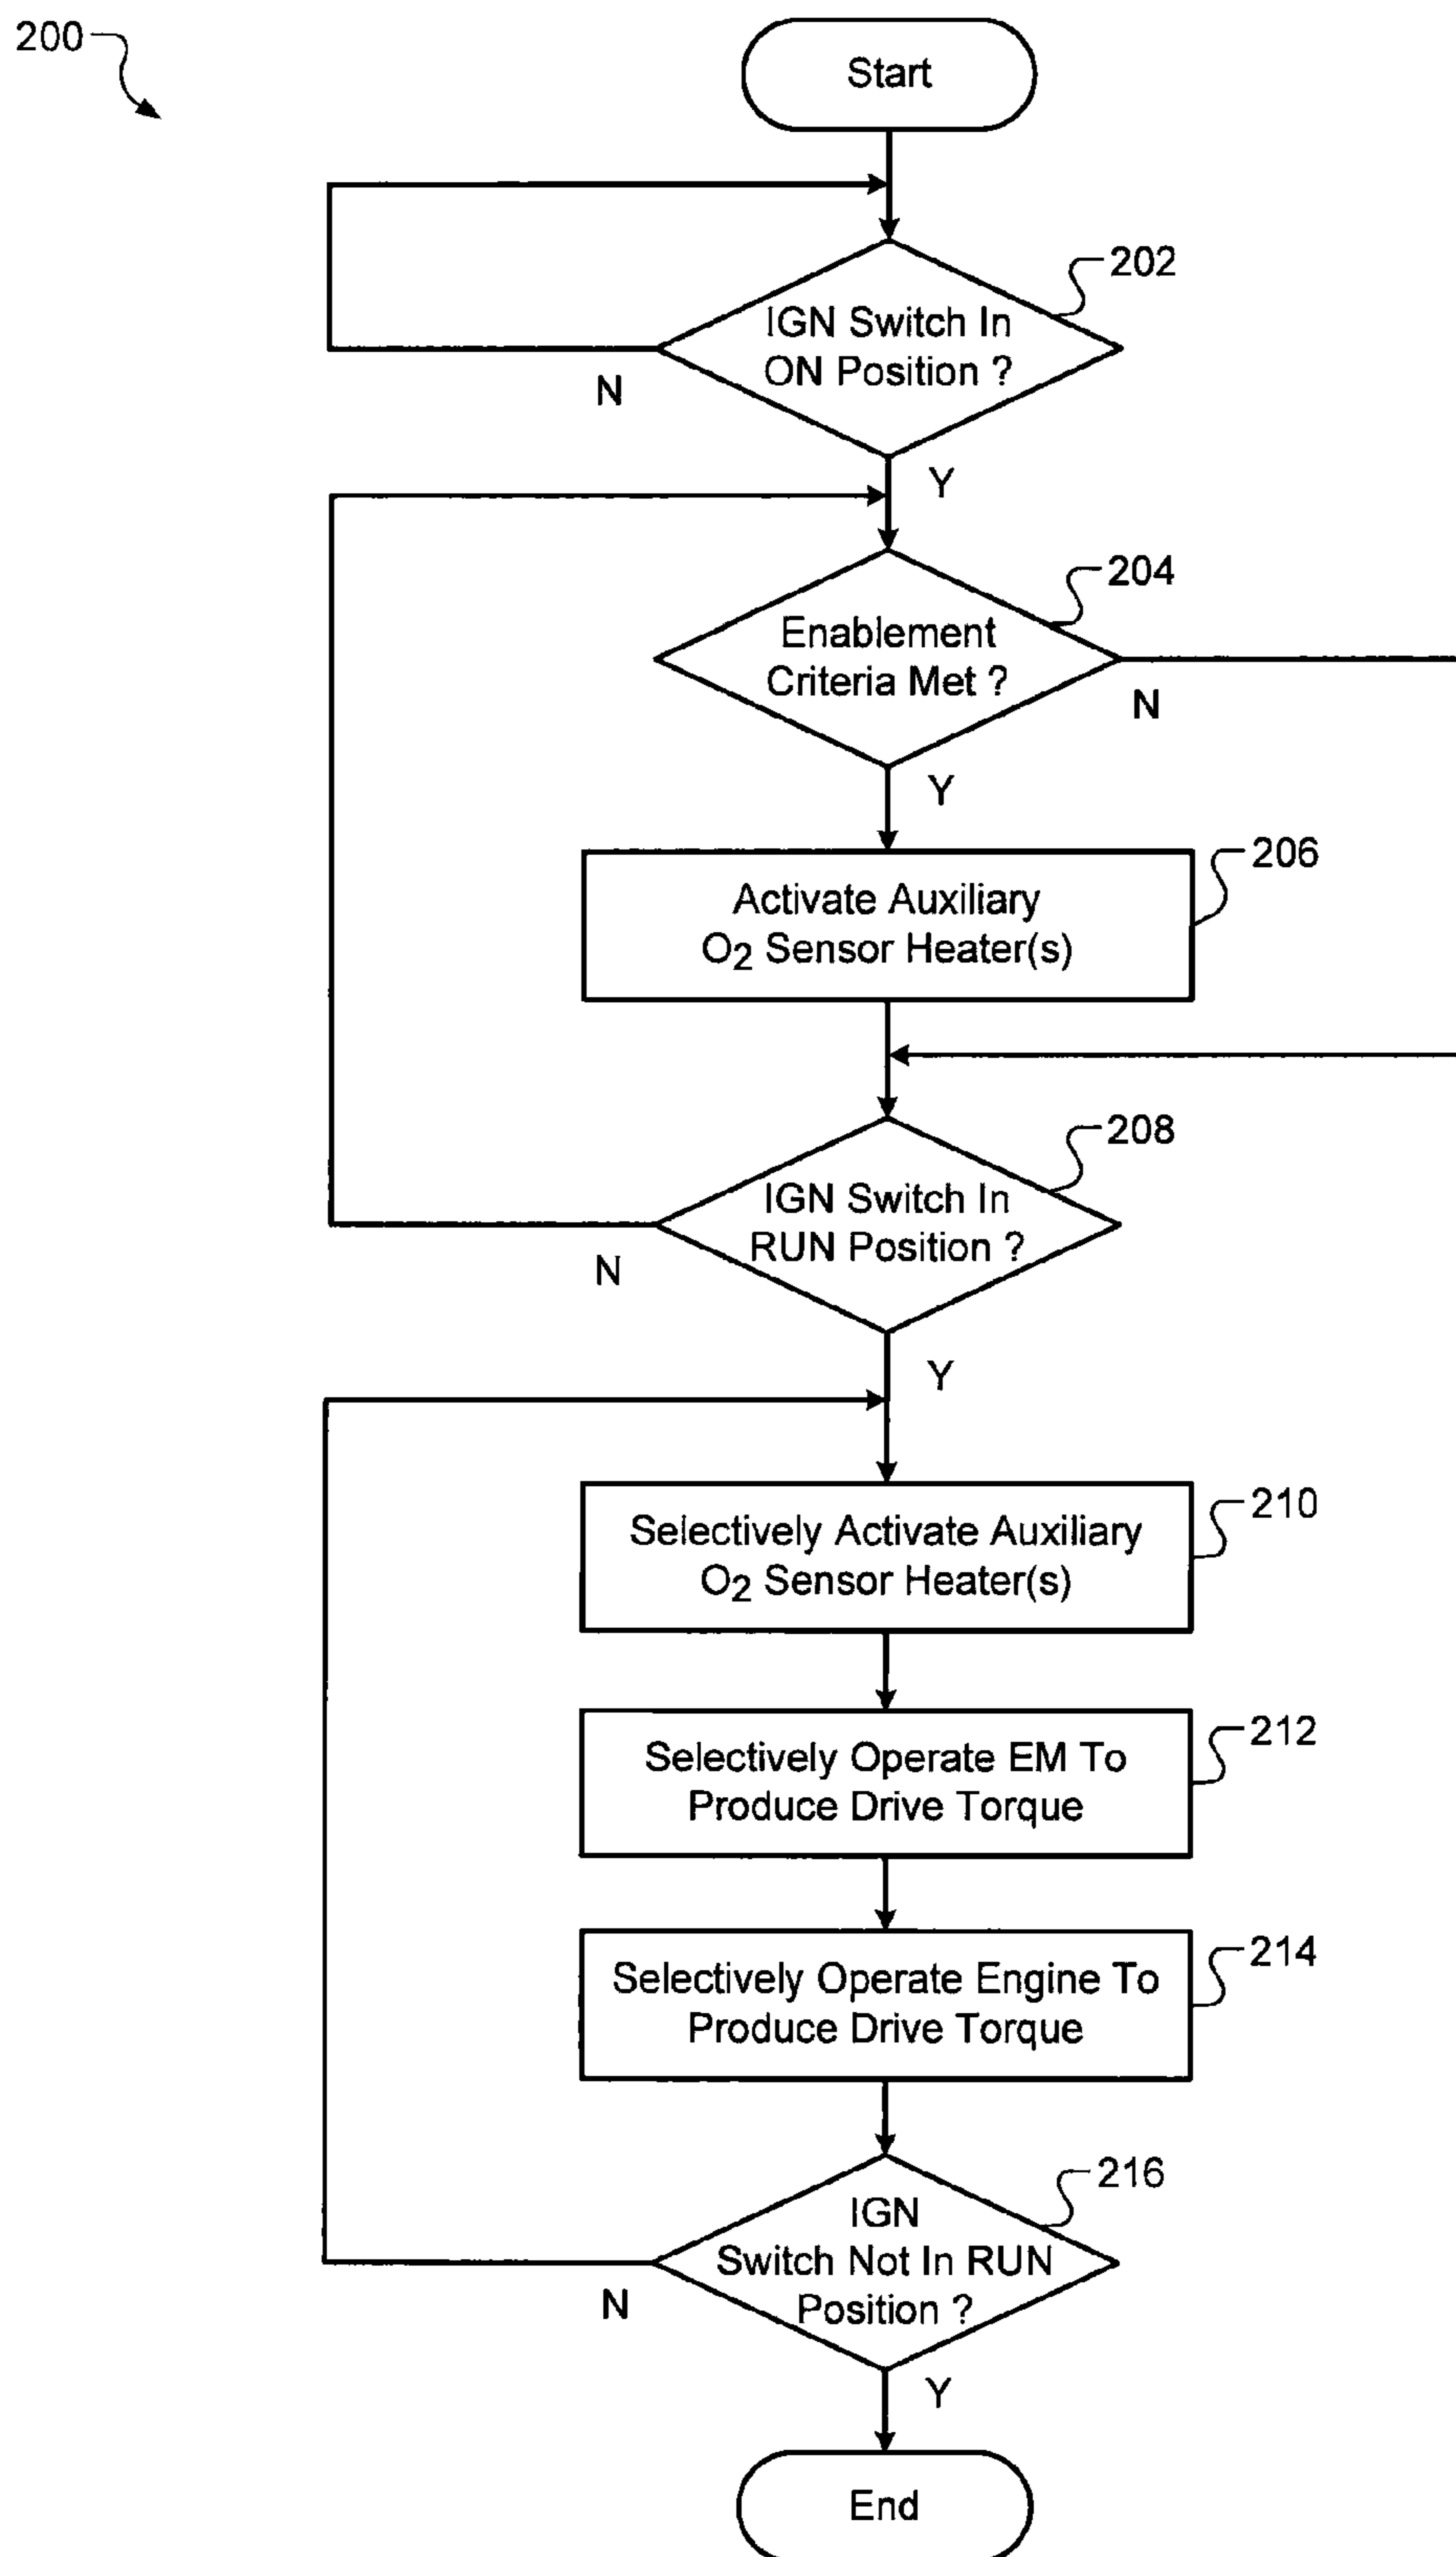 200
Start
202
IGN Switch In
ON Position ?
N
Y
204
Enablement
Criteria Met ?
N
Y
206
Activate Auxiliary
O2 Sensor Heater(s)
208
IGN Switch In
RUN Position ?
N
Y
210
Selectively Activate Auxiliary
O2 Sensor Heater(s)
212
Selectively Operate EM To
Produce Drive Torque
214
Selectively Operate Engine To
Produce Drive Torque
216
IGN
Switch Not In RUN
Position ?
N
Y
End